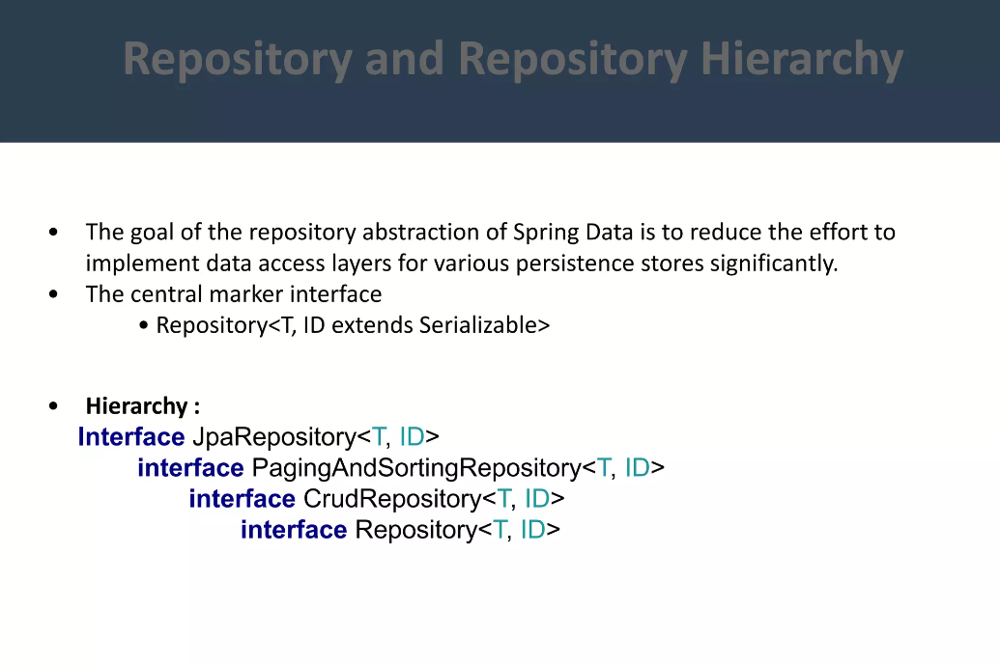 Repository and Repository Hierarchy
• The goal of the repository abstraction of Spring Data is to reduce the effort to
implement data access layers for various persistence stores significantly.
• The central marker interface
• Repository<T, ID extends Serializable>
• Hierarchy :
Interface JpaRepository<T, ID>
interface PagingAndSortingRepository<T, ID>
interface CrudRepository<T, ID>
interface Repository<T, ID>